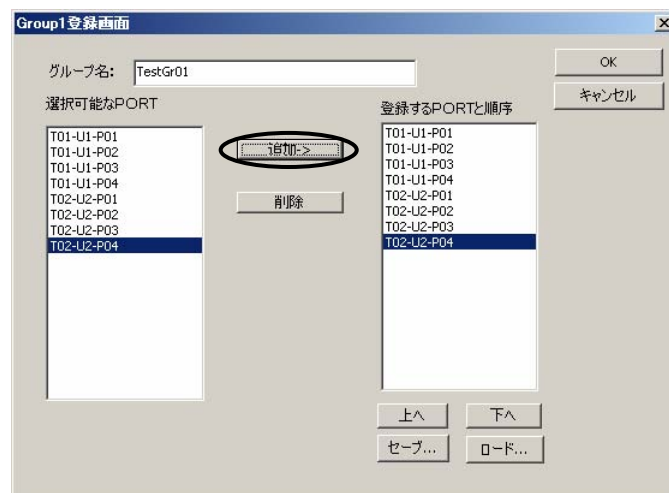 Group1登録画面
グループ名: TestGr01
OK
キャンセル
選択可能なPORT
T01-U1-P01
T01-U1-P02
T01-U1-P03
T01-U1-P04
T02-U2-P01
T02-U2-P02
T02-U2-P03
T02-U2-P04
追加->
削除
登録するPORTと順序
T01-U1-P01
T01-U1-P02
T01-U1-P03
T01-U1-P04
T02-U2-P01
T02-U2-P02
T02-U2-P03
T02-U2-P04
上へ
下へ
セーブ...
ロード...